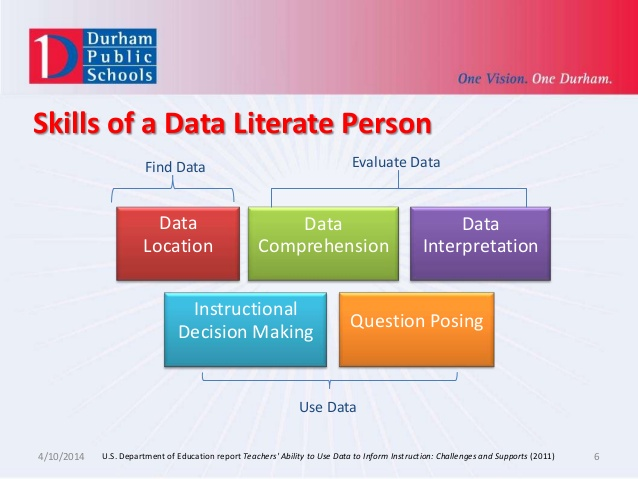 1D
Durham
Public
Schools
One Vision. One Durham.
Skills of a Data Literate Person
Find Data
Evaluate Data
Data
Location
Data
Comprehension
Data
Interpretation
Instructional
Decision Making
Question Posing
Use Data
4/10/2014
U.S. Department of Education report Teachers' Ability to Use Data to Inform Instruction: Challenges and Supports (2011)
6